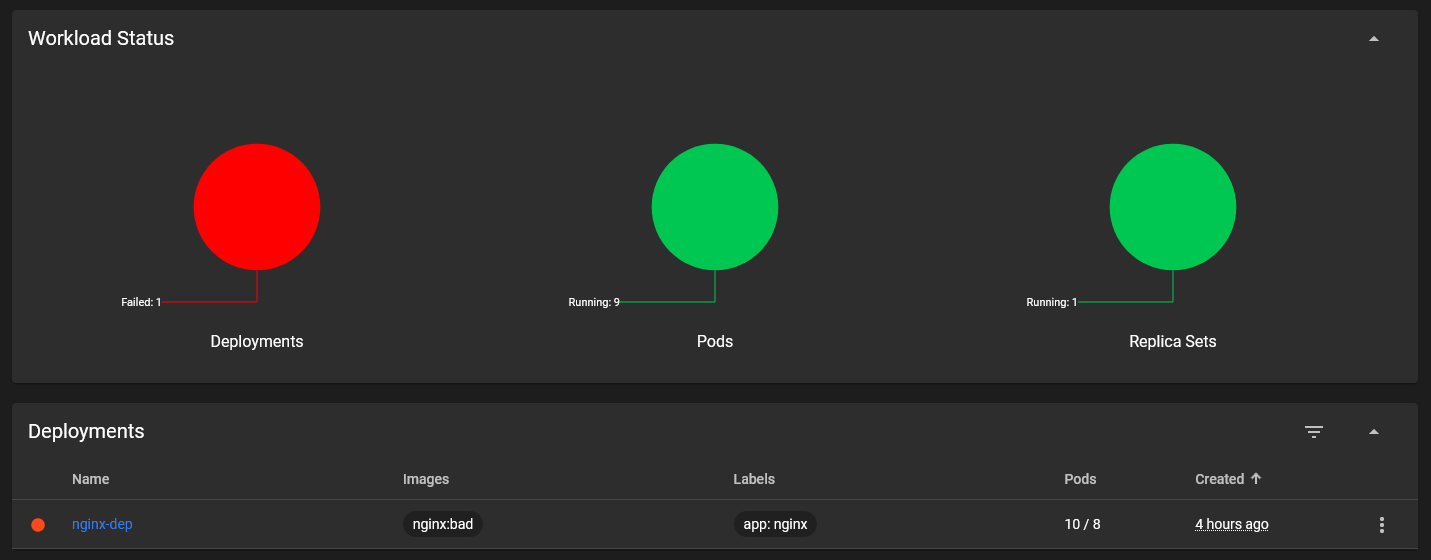 Workload Status
Failed: 1
Running: 9
Running: 1
Deployments
Pods
Replica Sets
Deployments
Name Images Labels Pods Created
nginx-dep nginx:bad app: nginx 10 / 8 4 hours ago